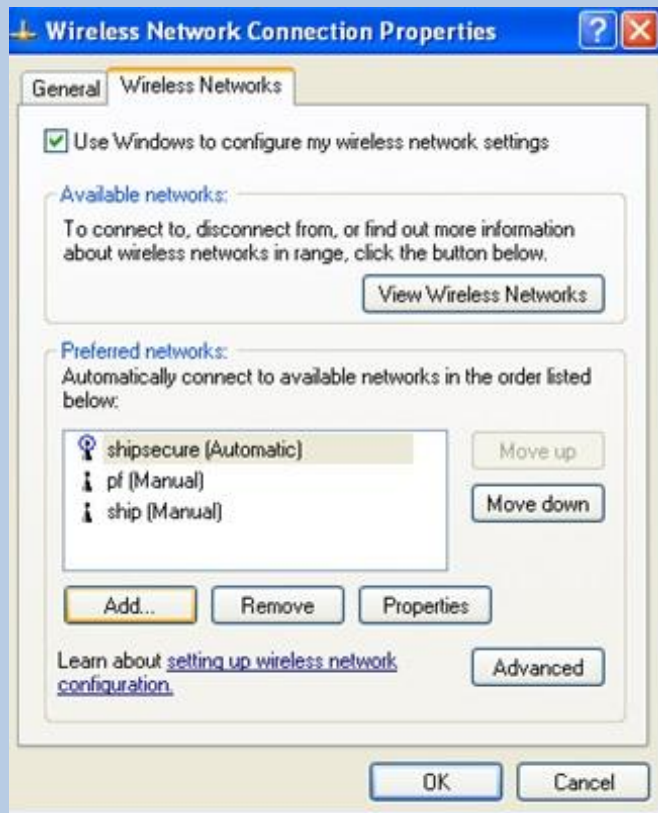 Wireless Network Connection Properties
General
Wireless Networks
Use Windows to configure my wireless network settings
Available networks:
To connect to, disconnect from, or find out more information
about wireless networks in range, click the button below.
View Wireless Networks
Preferred networks:
Automatically connect to available networks in the order listed
below:
shipsecure (Automatic)
pf (Manual)
ship (Manual)
Move up
Move down
Add...
Remove
Properties
Learn about setting up wireless network
configuration.
Advanced
OK
Cancel